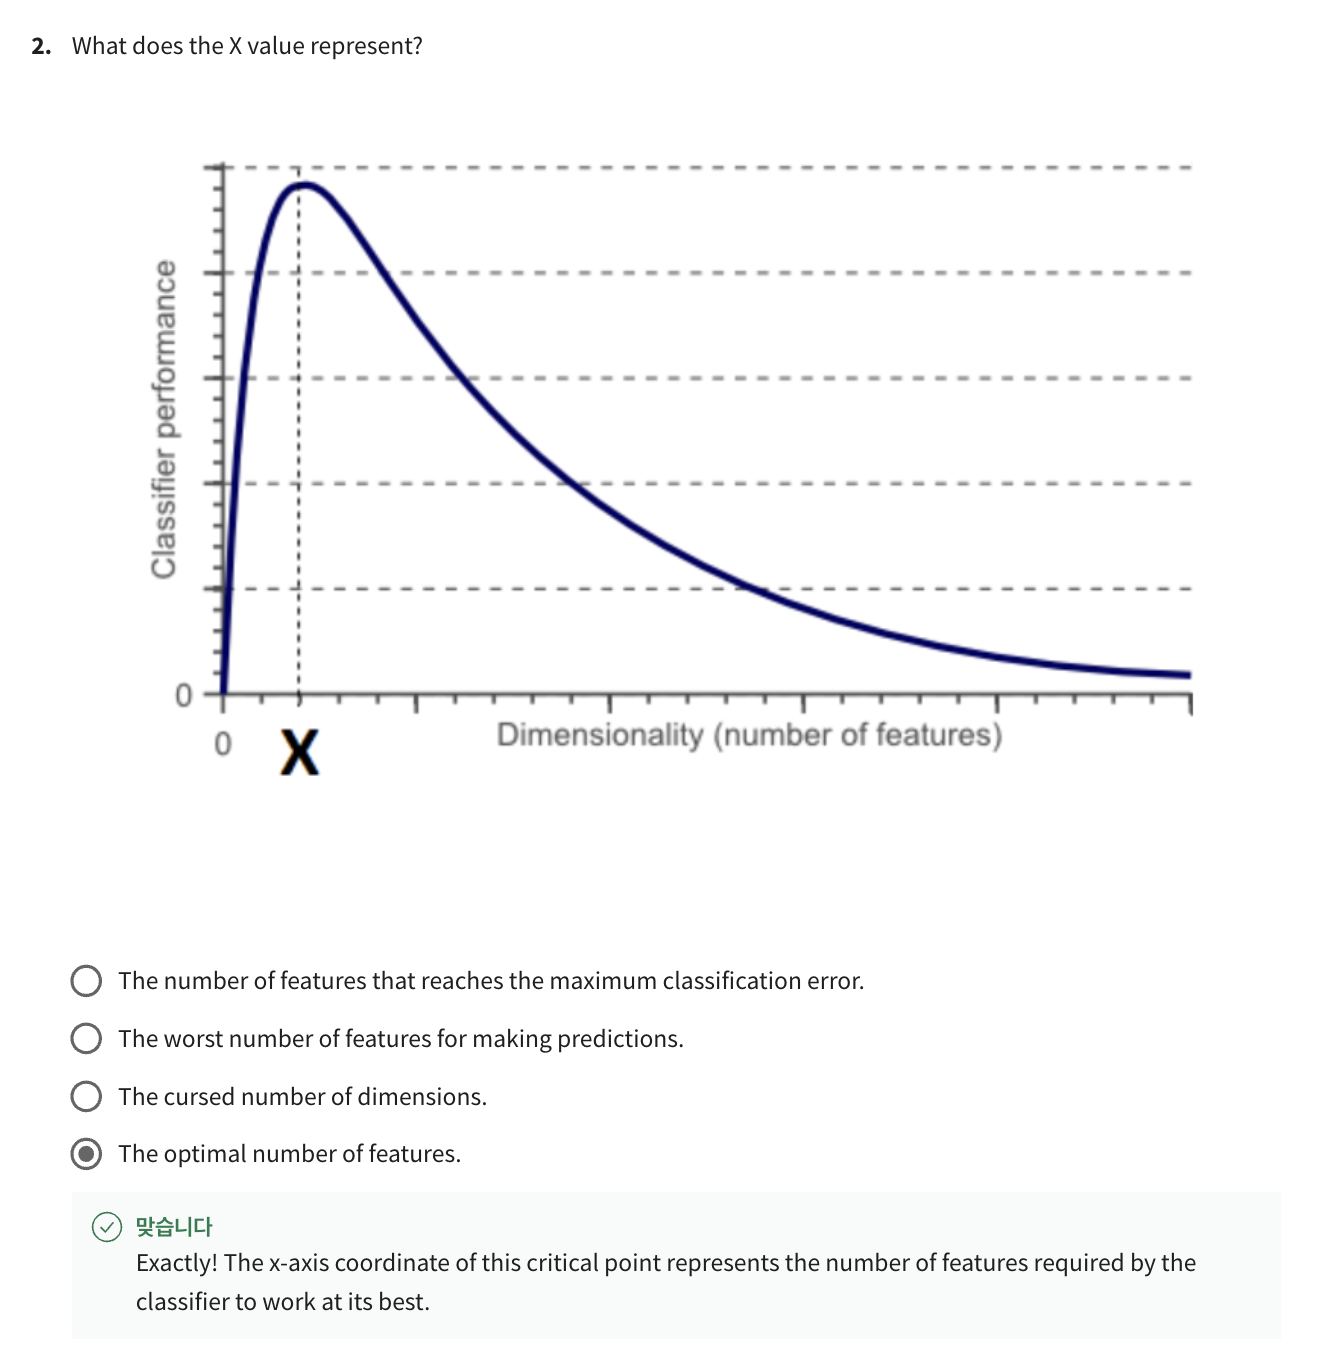 2. What does the X value represent?
Classifier performance
0
0
X
Dimensionality (number of features)
The number of features that reaches the maximum classification error.
The worst number of features for making predictions.
The cursed number of dimensions.
The optimal number of features.
맞습니다
Exactly! The x-axis coordinate of this critical point represents the number of features required by the
classifier to work at its best.